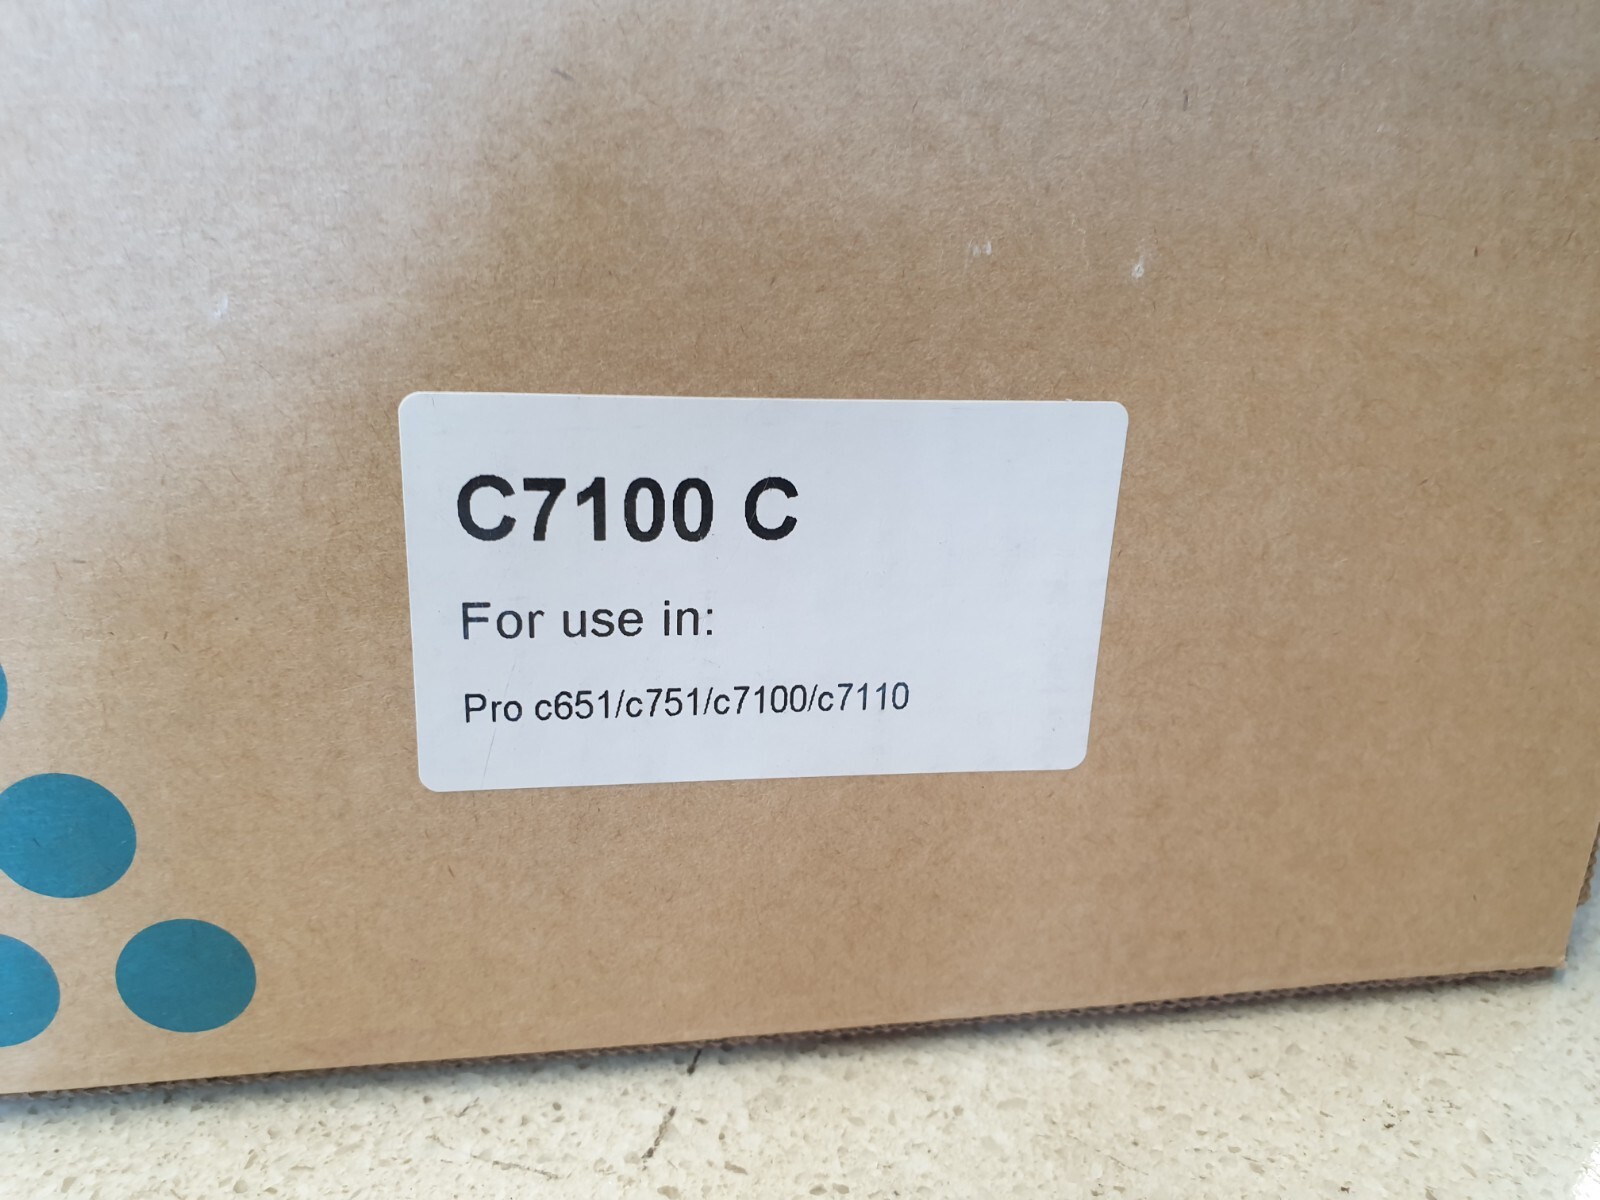 C7100 C
For use in:
Pro c651/c751/c7100/c7110